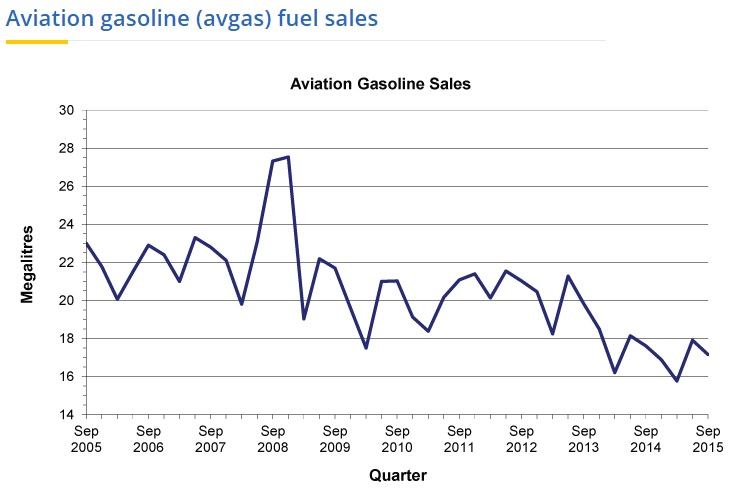 Aviation gasoline (avgas) fuel sales
Aviation Gasoline Sales
30
28
26
24
22
20
18
16
14
Megalitres
Sep Sep Sep Sep Sep Sep Sep Sep Sep Sep Sep
2005 2006 2007 2008 2009 2010 2011 2012 2013 2014 2015
Quarter